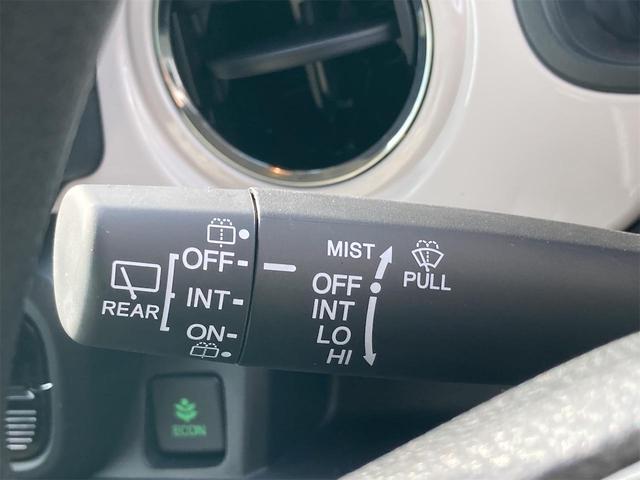 OFF
REAR
INT
ON
MIST
OFF
INT
LO
HI
PULL
ECON